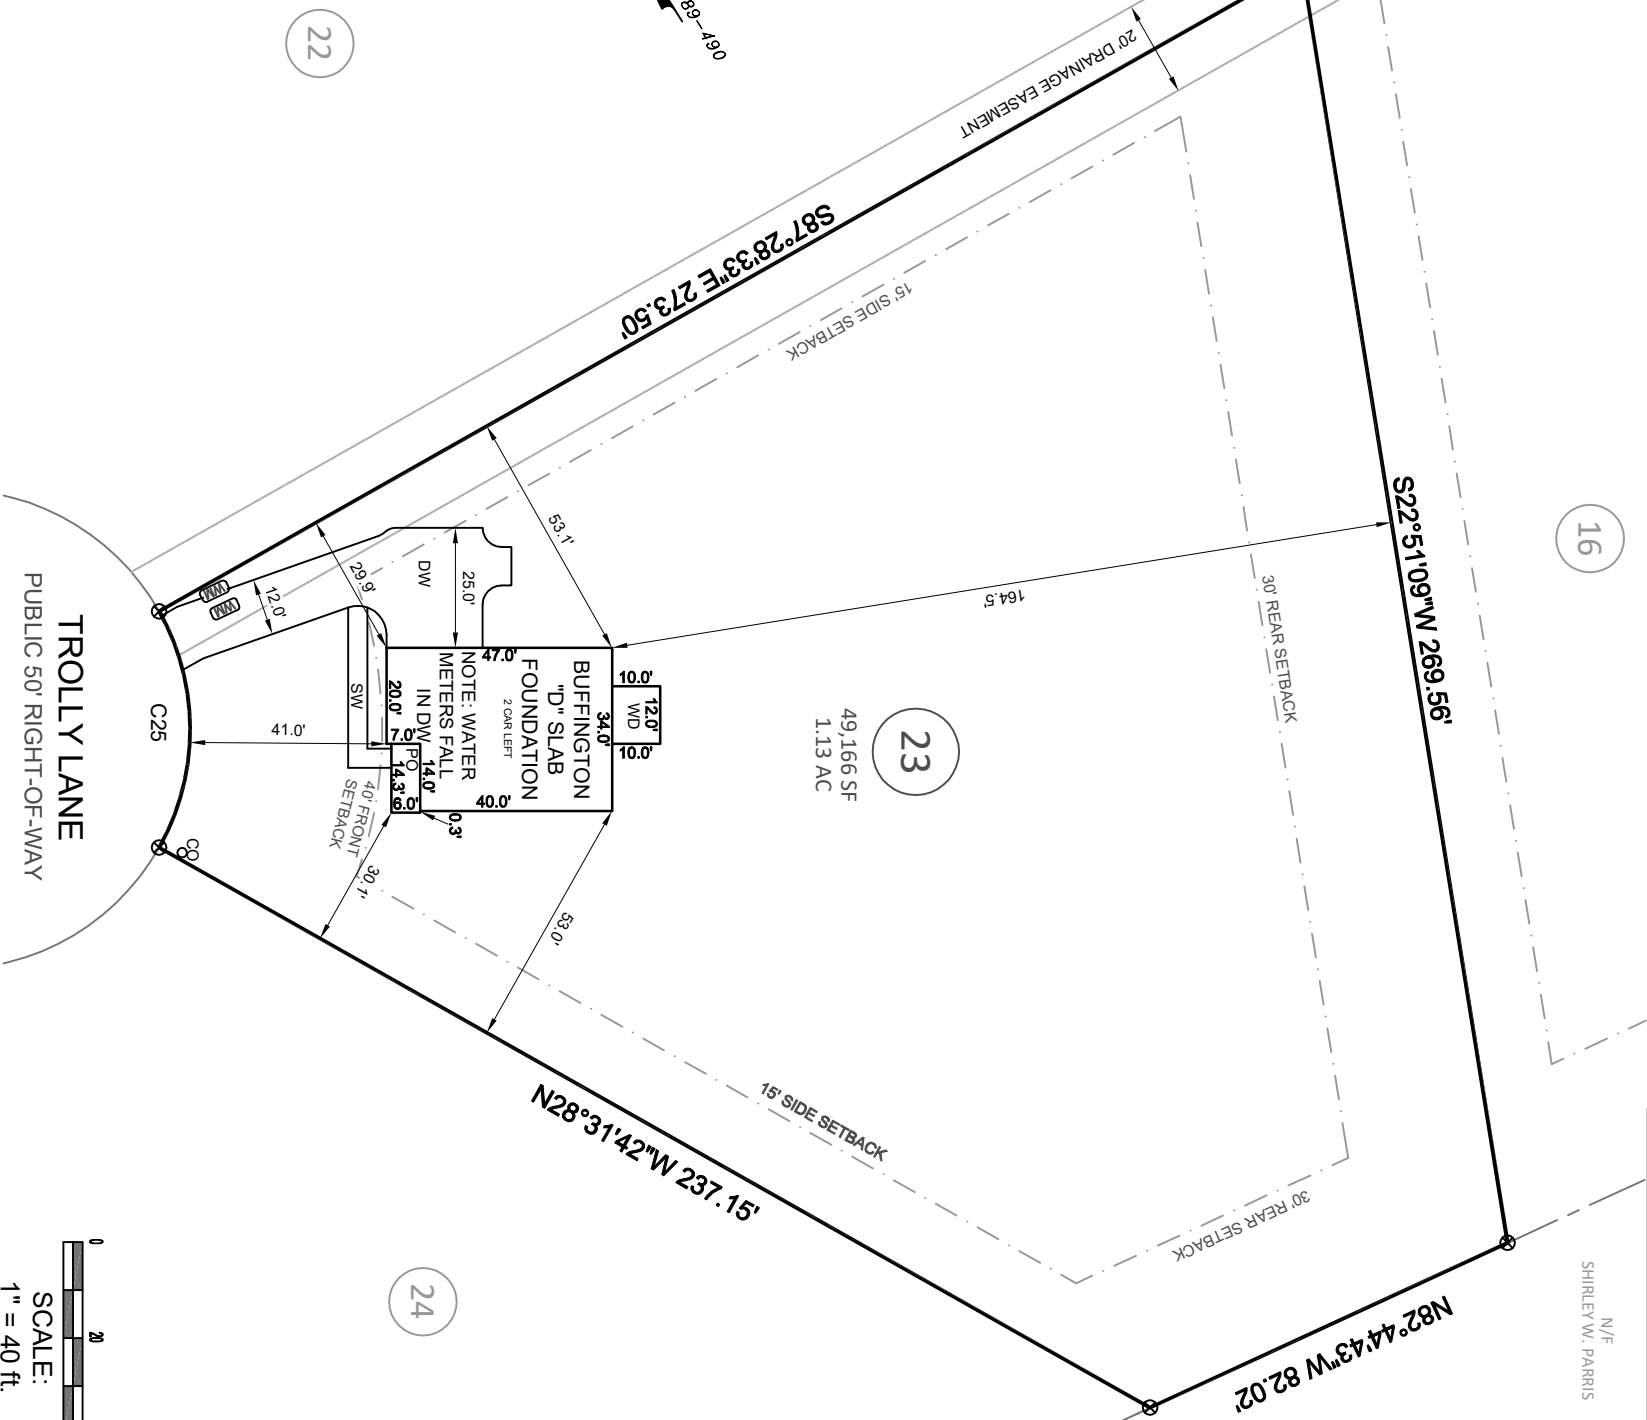 22
89-490
20' DRAINAGE EASEMENT
S87°28'33"E 273.50'
15' SIDE SETBACK
S22°51'09"W 269.56'
16
30' REAR SETBACK
164.5'
53.1'
29.9'
25.0'
DW
12.0'
WM
WM
TROLLY LANE
PUBLIC 50' RIGHT-OF-WAY
C25
41.0'
SW
47.0'
BUFFINGTON
"D" SLAB
FOUNDATION
2 CAR LEFT
NOTE: WATER
METERS FALL
IN DW
20.0'
7.0'
PO
14.0'
14.3'
6.0'
0.3'
40.0'
34.0'
10.0'
12.0'
WD
10.0'
23
49,166 SF
1.13 AC
40' FRONT
SETBACK
30.1'
53.0'
CO
15' SIDE SETBACK
N28°31'42"W 237.15'
30' REAR SETBACK
N82°44'43"W 82.02'
N/F
SHIRLEY W. PARRIS
24
0
20
SCALE:
1" = 40 ft.